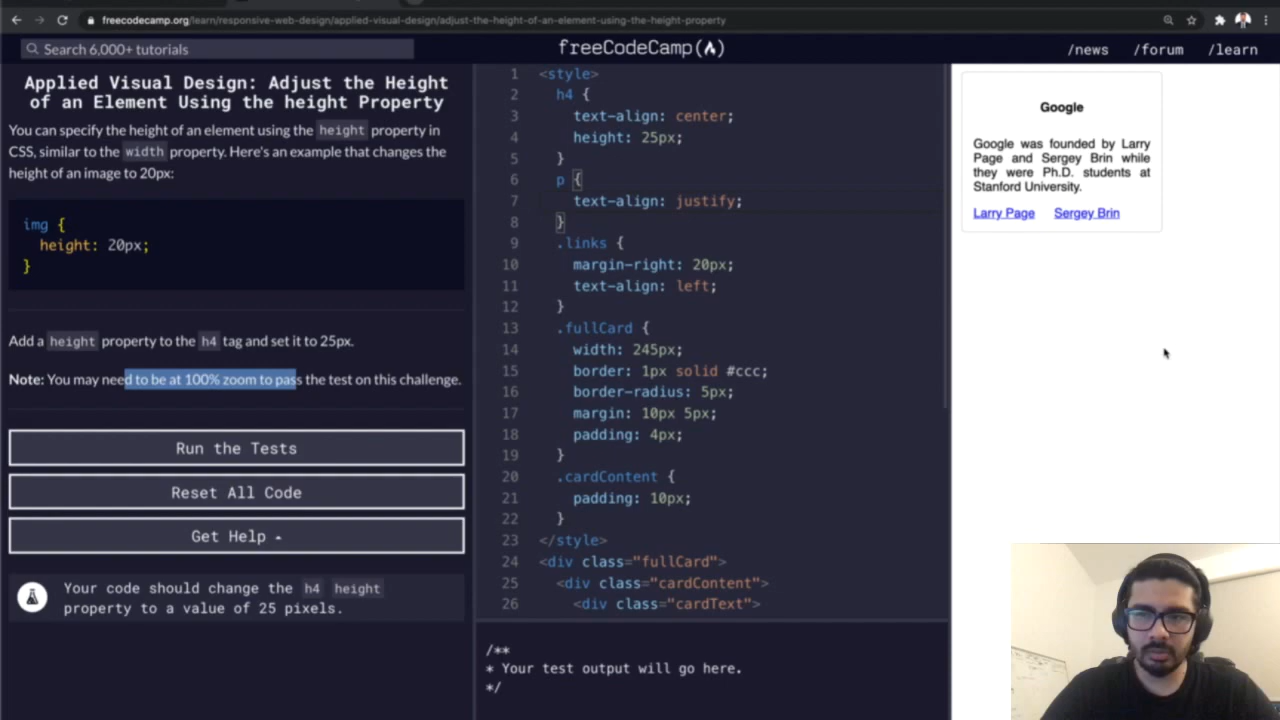 freecodecamp.org/learn/responsive-web-design/applied-visual-design/adjust-the-height-of-an-element-using-the-height-property
Search 6,000+ tutorials
freeCodeCamp
/news /forum /learn
Applied Visual Design: Adjust the Height
of an Element Using the height Property
You can specify the height of an element using the height property in
CSS, similar to the width property. Here's an example that changes the
height of an image to 20px:
img {
height: 20px;
}
Add a height property to the h4 tag and set it to 25px.
Note: You may need to be at 100% zoom to pass the test on this challenge.
Run the Tests
Reset All Code
Get Help
Your code should change the h4 height
property to a value of 25 pixels.
1 <style>
2 h4 {
3 text-align: center;
4 height: 25px;
5 }
6 p {
7 text-align: justify;
8 }
9 .links {
10 margin-right: 20px;
11 text-align: left;
12 }
13 .fullCard {
14 width: 245px;
15 border: 1px solid #ccc;
16 border-radius: 5px;
17 margin: 10px 5px;
18 padding: 4px;
19 }
20 .cardContent {
21 padding: 10px;
22 }
23 </style>
24 <div class="fullCard">
25 <div class="cardContent">
26 <div class="cardText">
/**
* Your test output will go here.
*/
Google
Google was founded by Larry
Page and Sergey Brin while
they were Ph.D. students at
Stanford University.
Larry Page Sergey Brin